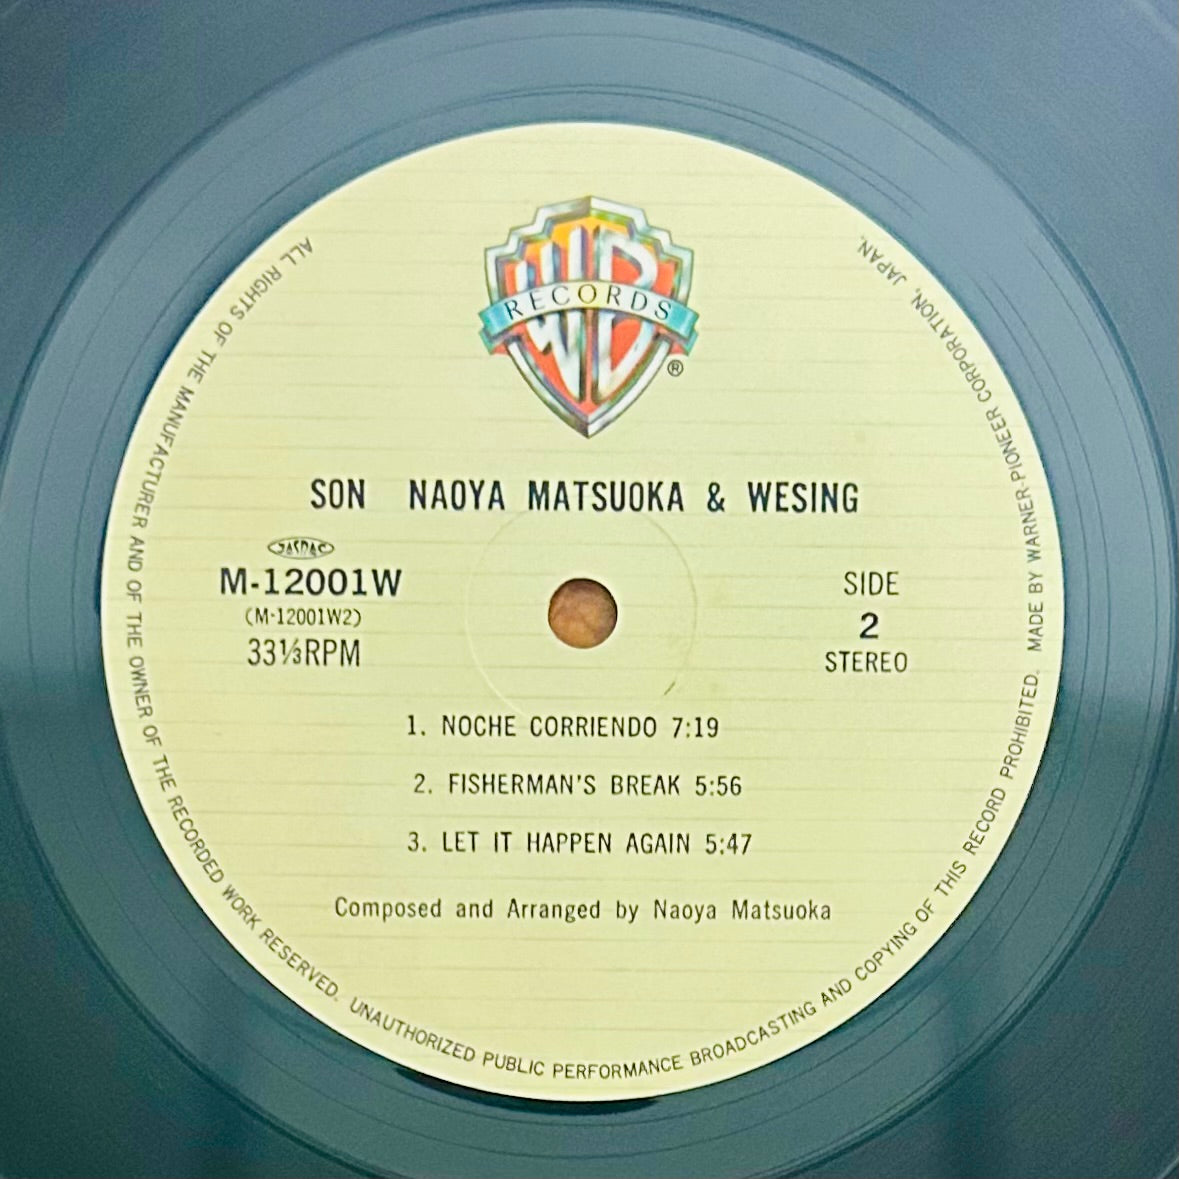 WB
RECORDS
®
SON NAOYA MATSUOKA & WESING
JASRAC
M-12001W
(M-12001W2)
33⅓RPM
SIDE
2
STEREO
1. NOCHE CORRIENDO 7:19
2. FISHERMAN'S BREAK 5:56
3. LET IT HAPPEN AGAIN 5:47
Composed and Arranged by Naoya Matsuoka
ALL RIGHTS OF THE MANUFACTURER AND OF THE OWNER OF THE RECORDED WORK RESERVED. UNAUTHORIZED PUBLIC PERFORMANCE BROADCASTING AND COPYING OF THIS RECORD PROHIBITED. MADE BY WARNER-PIONEER CORPORATION, JAPAN.